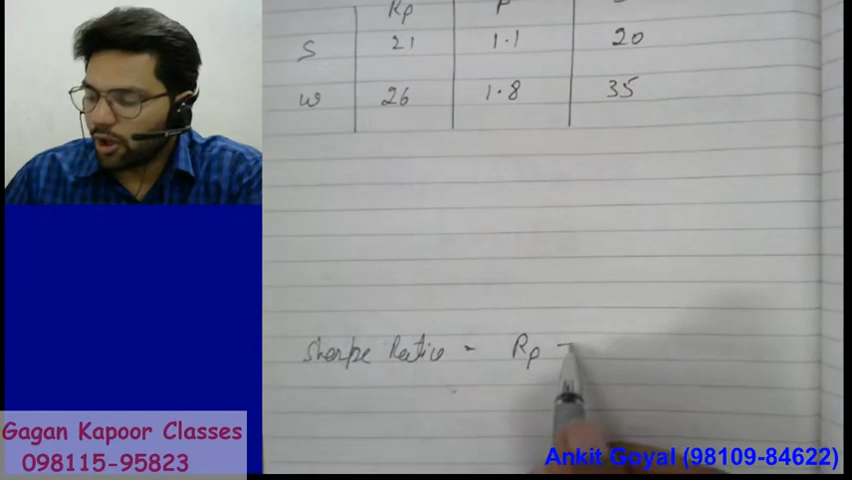 Rp
S 21 1.1 20
W 26 1.8 35
Sharpe Ratio = Rp -
Gagan Kapoor Classes
098115-95823
Ankit Goyal (98109-84622)